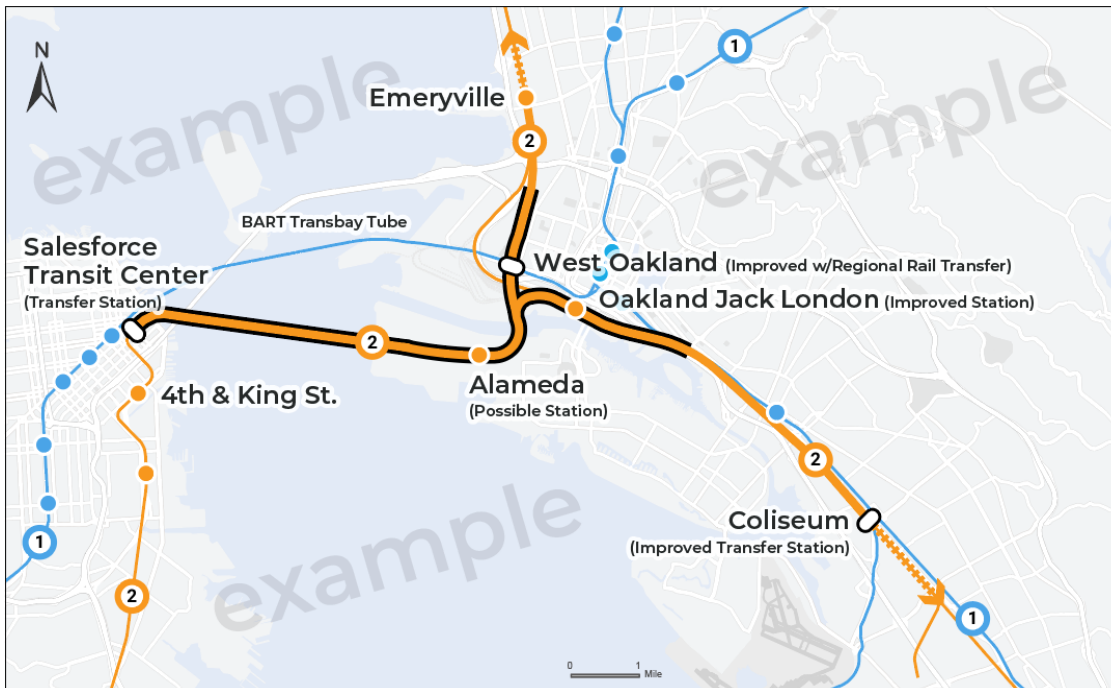 N
1
example
example
Emeryville
2
BART Transbay Tube
Salesforce
Transit Center
(Transfer Station)
West Oakland (Improved w/Regional Rail Transfer)
Oakland Jack London (Improved Station)
2
Alameda
(Possible Station)
4th & King St.
2
Coliseum
(Improved Transfer Station)
1
example
2
1
0 1
Mile